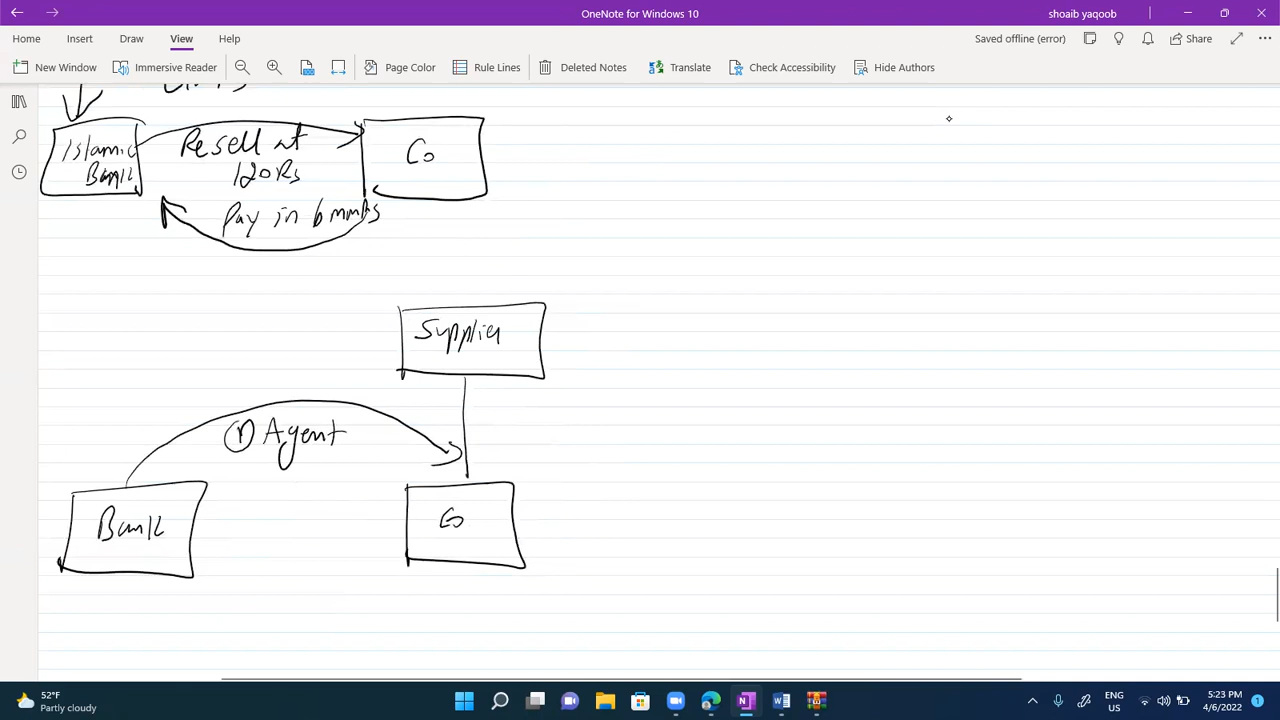 OneNote for Windows 10
shoaib yaqoob
Home Insert Draw View Help
Saved offline (error)
Share
New Window
Immersive Reader
Page Color
Rule Lines
Deleted Notes
Translate
Check Accessibility
Hide Authors
Islamic
Bank
Resell at
120Rs
Pay in 6
Co
Supplier
1 Agent
Bank
Co
52°F
Partly cloudy
ENG
US
5:23 PM
4/6/2022
1